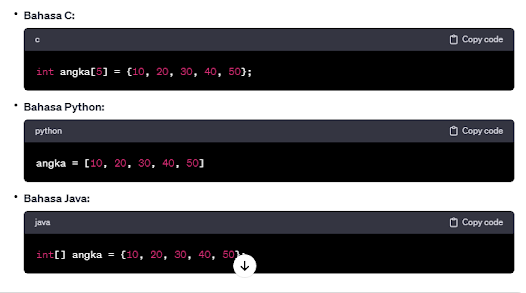 • Bahasa C:
c Copy code
int angka[5] = {10, 20, 30, 40, 50};
• Bahasa Python:
python Copy code
angka = [10, 20, 30, 40, 50]
• Bahasa Java:
java Copy code
int[] angka = {10, 20, 30, 40, 50};